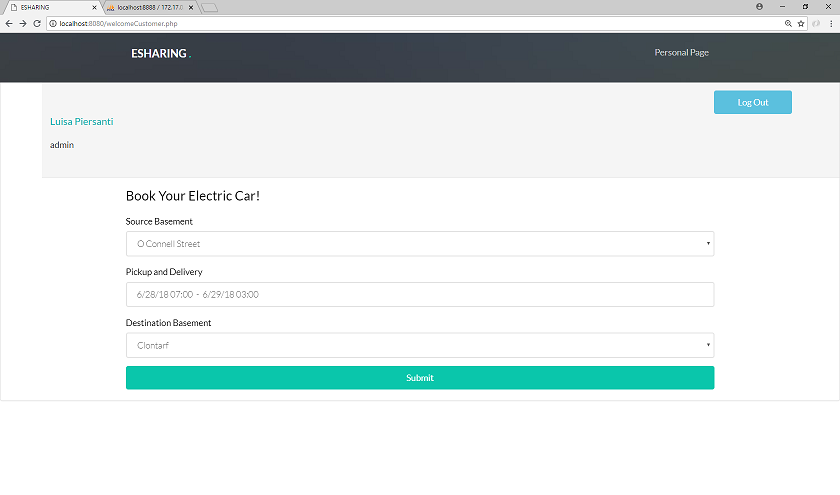 ESHARING
localhost:8888 / 172.17.0
localhost:8080/welcomeCustomer.php
ESHARING .
Personal Page
Log Out
Luisa Piersanti
admin
Book Your Electric Car!
Source Basement
O Connell Street
Pickup and Delivery
6/28/18 07:00 - 6/29/18 03:00
Destination Basement
Clontarf
Submit